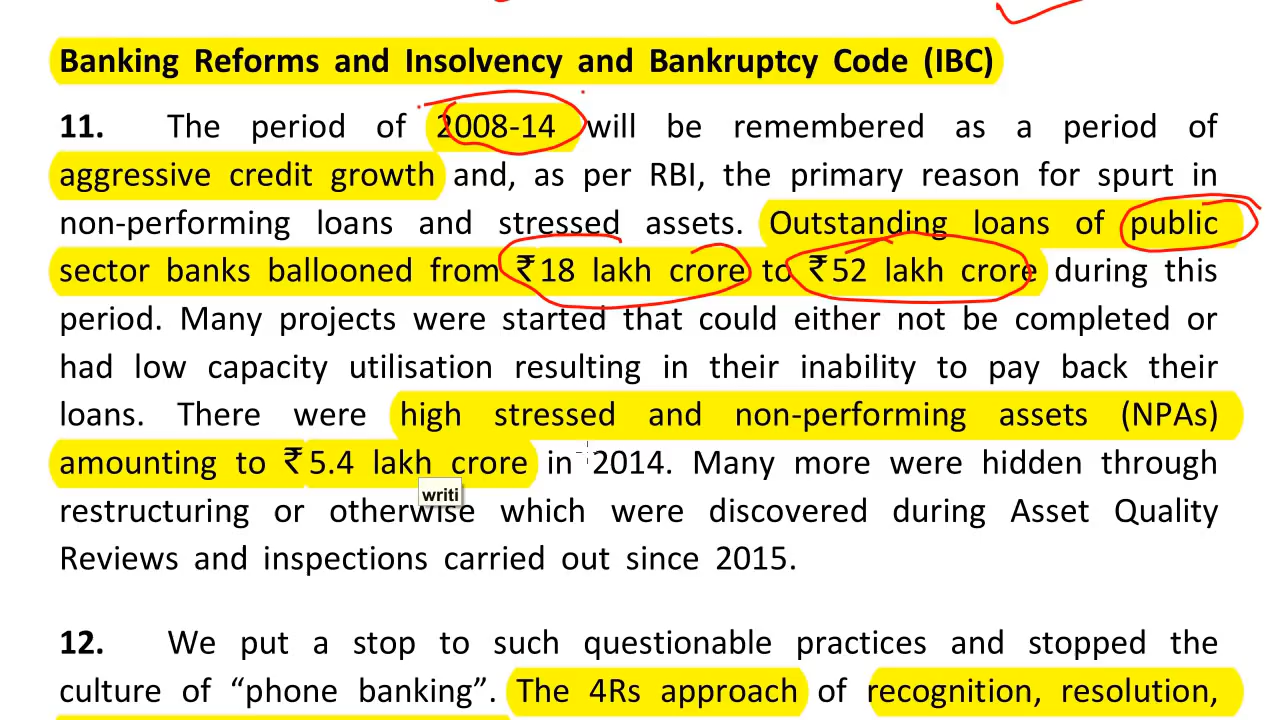 Banking Reforms and Insolvency and Bankruptcy Code (IBC)
11. The period of 2008-14 will be remembered as a period of
aggressive credit growth and, as per RBI, the primary reason for spurt in
non-performing loans and stressed assets. Outstanding loans of public
sector banks ballooned from ₹18 lakh crore to ₹52 lakh crore during this
period. Many projects were started that could either not be completed or
had low capacity utilisation resulting in their inability to pay back their
loans. There were high stressed and non-performing assets (NPAs)
amounting to ₹5.4 lakh crore in 2014. Many more were hidden through
writi
restructuring or otherwise which were discovered during Asset Quality
Reviews and inspections carried out since 2015.
12. We put a stop to such questionable practices and stopped the
culture of “phone banking”. The 4Rs approach of recognition, resolution,